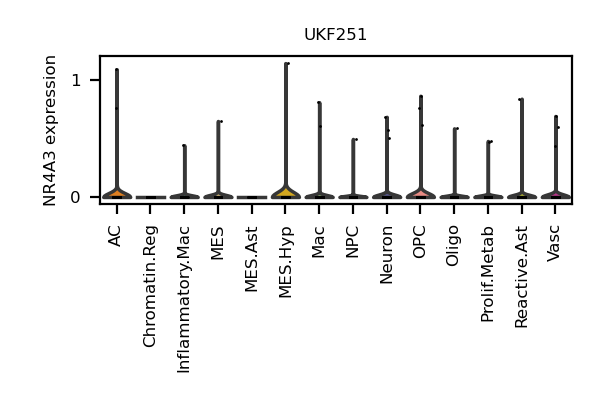 UKF251
NR4A3 expression
1
0
AC
Chromatin.Reg
Inflammatory.Mac
MES
MES.Ast
MES.Hyp
Mac
NPC
Neuron
OPC
Oligo
Prolif.Metab
Reactive.Ast
Vasc